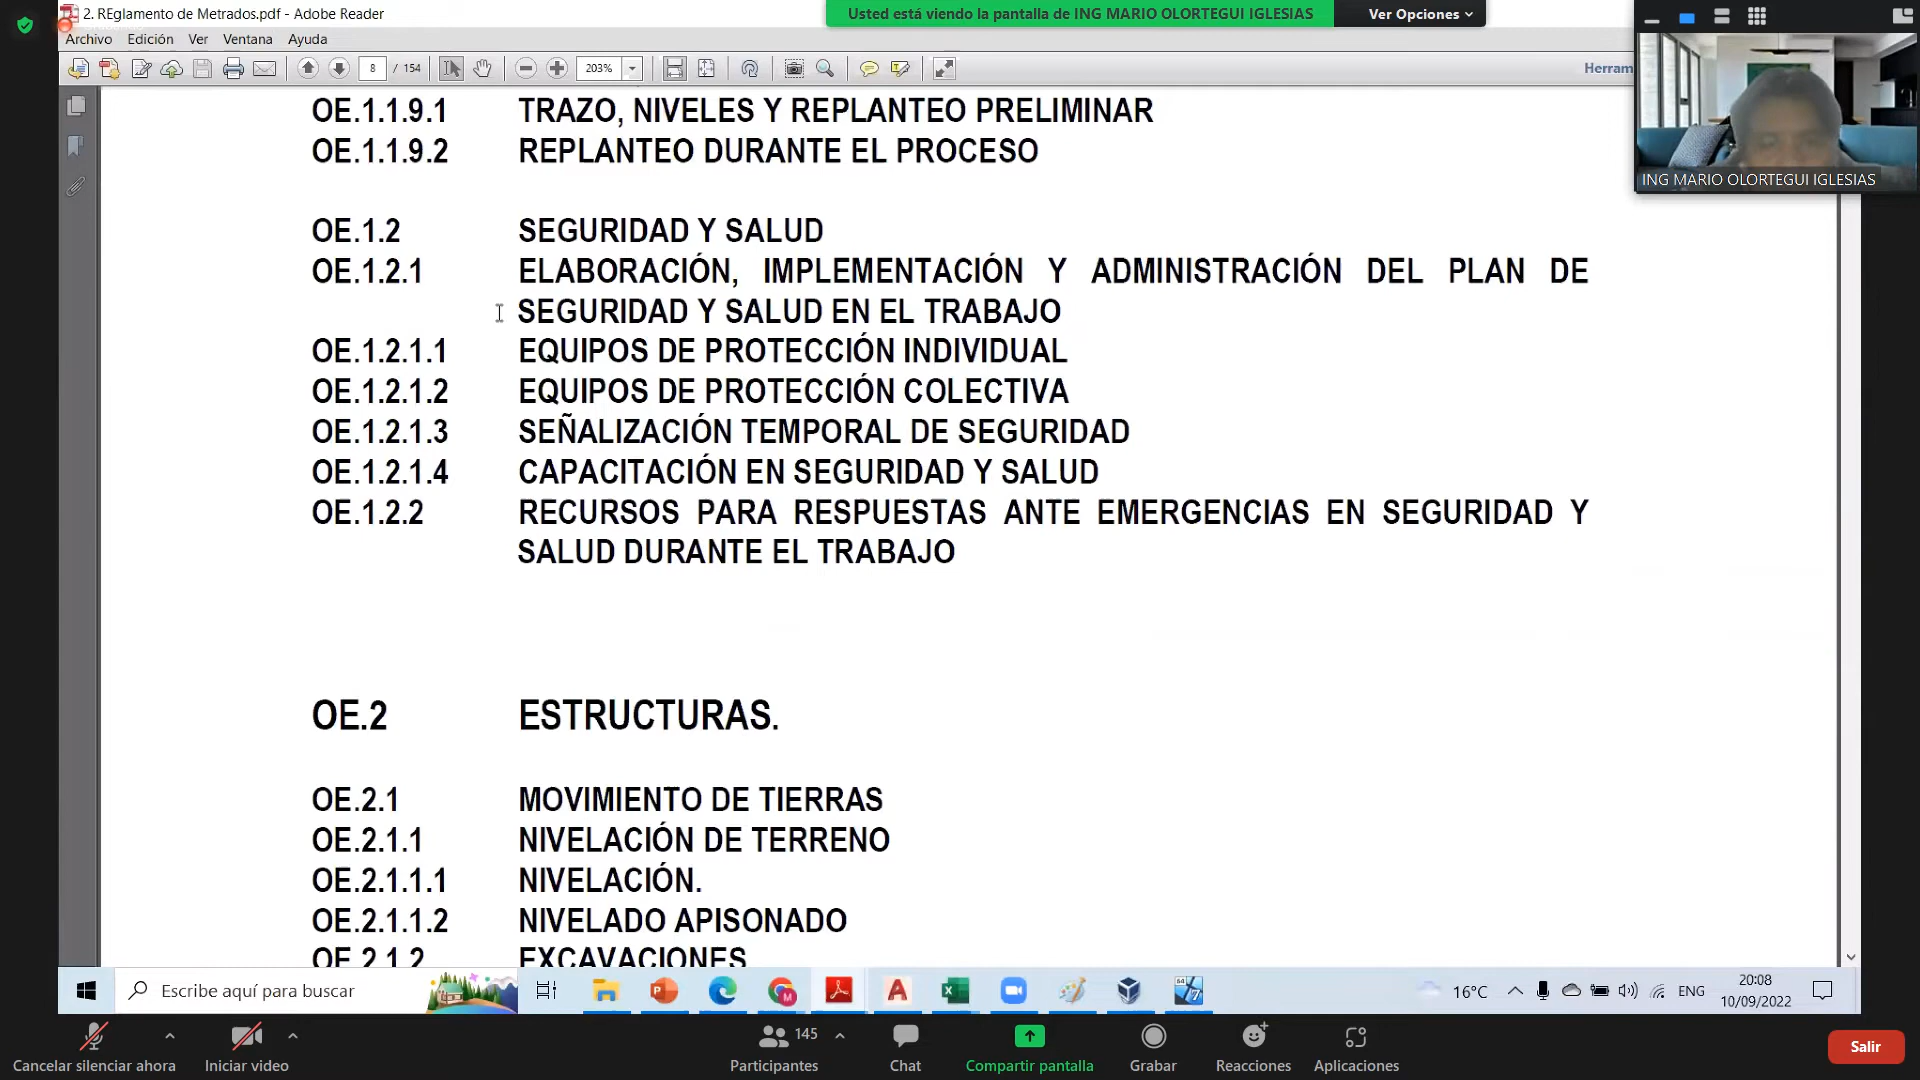 2. REglamento de Metrados.pdf - Adobe Reader
Usted está viendo la pantalla de ING MARIO OLORTEGUI IGLESIAS
Ver Opciones
Archivo Edición Ver Ventana Ayuda
8 / 154
203%
Herram
ING MARIO OLORTEGUI IGLESIAS
OE.1.1.9.1 TRAZO, NIVELES Y REPLANTEO PRELIMINAR
OE.1.1.9.2 REPLANTEO DURANTE EL PROCESO
OE.1.2 SEGURIDAD Y SALUD
OE.1.2.1 ELABORACIÓN, IMPLEMENTACIÓN Y ADMINISTRACIÓN DEL PLAN DE
SEGURIDAD Y SALUD EN EL TRABAJO
OE.1.2.1.1 EQUIPOS DE PROTECCIÓN INDIVIDUAL
OE.1.2.1.2 EQUIPOS DE PROTECCIÓN COLECTIVA
OE.1.2.1.3 SEÑALIZACIÓN TEMPORAL DE SEGURIDAD
OE.1.2.1.4 CAPACITACIÓN EN SEGURIDAD Y SALUD
OE.1.2.2 RECURSOS PARA RESPUESTAS ANTE EMERGENCIAS EN SEGURIDAD Y
SALUD DURANTE EL TRABAJO
OE.2 ESTRUCTURAS.
OE.2.1 MOVIMIENTO DE TIERRAS
OE.2.1.1 NIVELACIÓN DE TERRENO
OE.2.1.1.1 NIVELACIÓN.
OE.2.1.1.2 NIVELADO APISONADO
OE.2.1.2 EXCAVACIONES
Escribe aquí para buscar
16°C
ENG
20:08
10/09/2022
Cancelar silenciar ahora
Iniciar video
145
Participantes
Chat
Compartir pantalla
Grabar
Reacciones
Aplicaciones
Salir